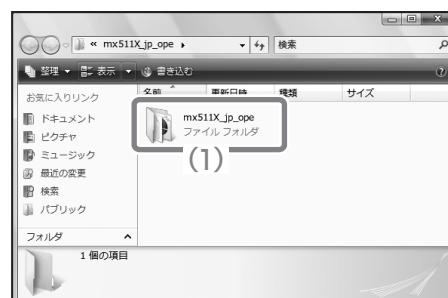 « mx511X_jp_ope
検索
整理 表示 書き込む
お気に入りリンク
ドキュメント
ピクチャ
ミュージック
最近の変更
検索
パブリック
フォルダ
名前 更新日時 種類 サイズ
mx511X_jp_ope
ファイル フォルダ
(1)
1 個の項目